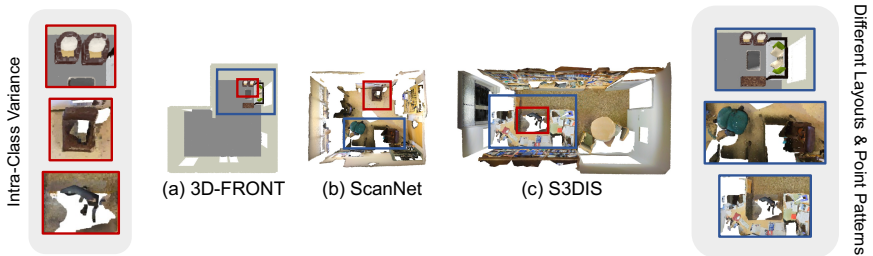 Intra-Class Variance
(a) 3D-FRONT
(b) ScanNet
(c) S3DIS
Different Layouts & Point Patterns